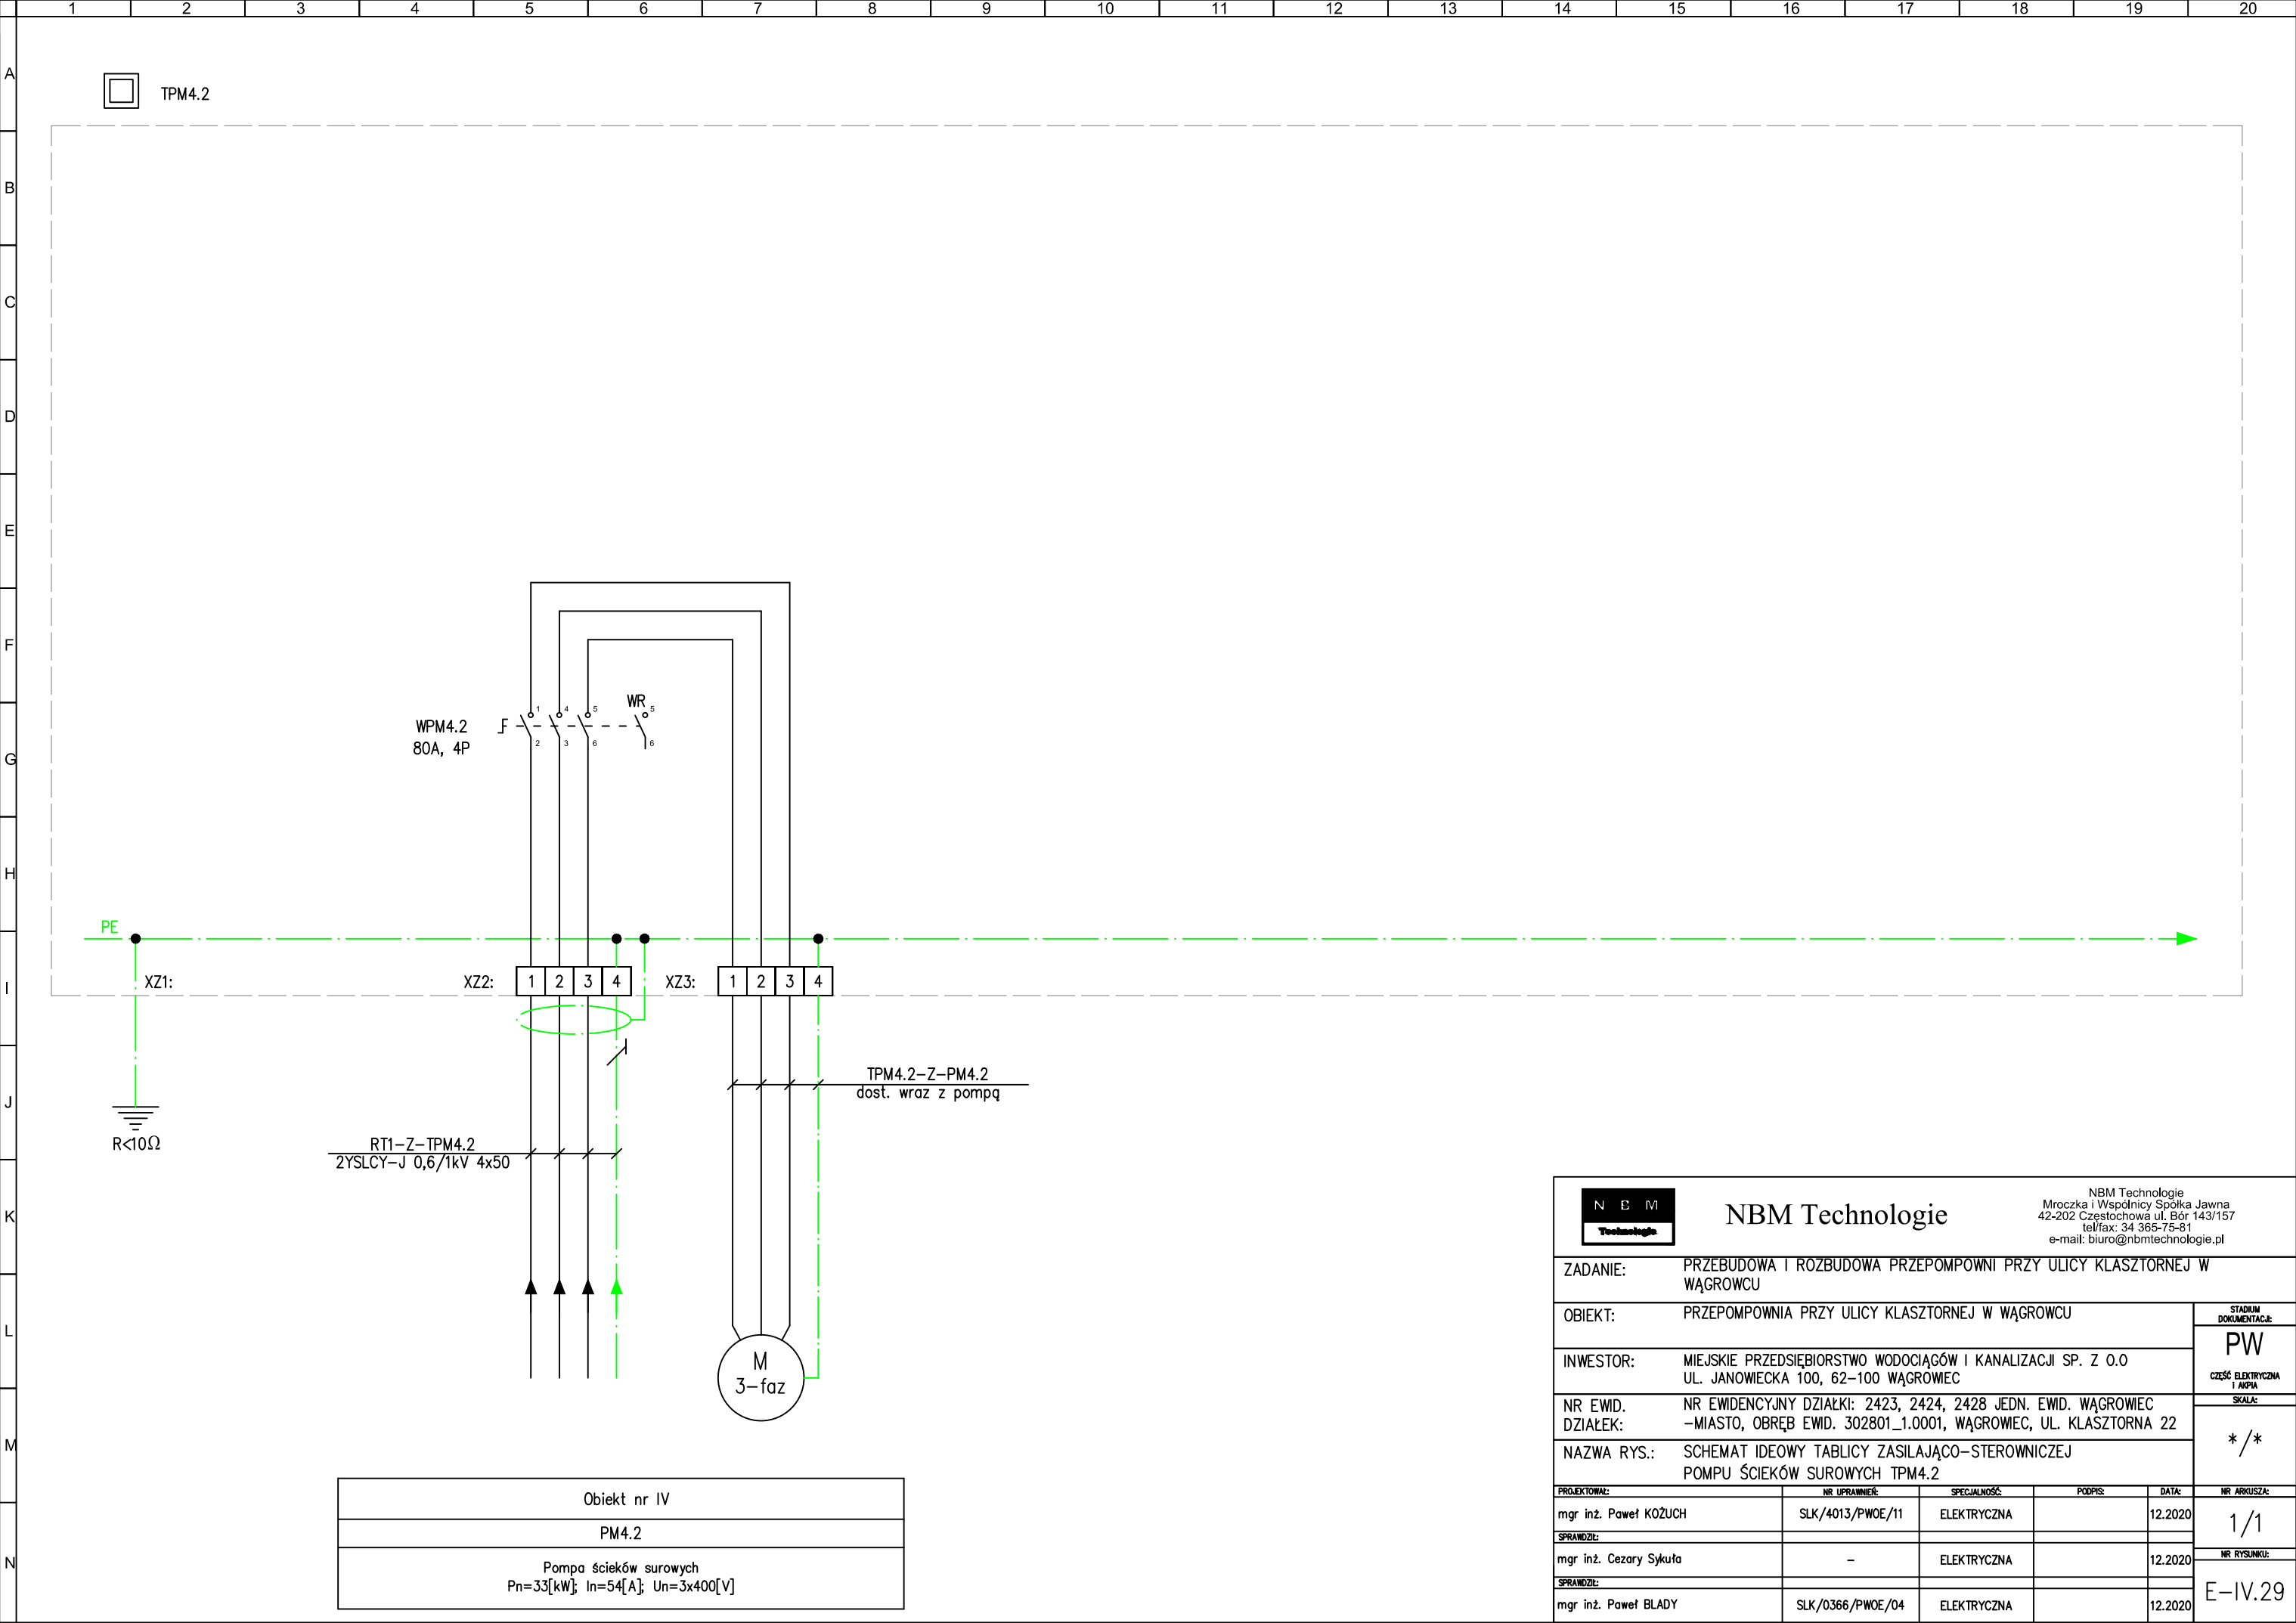 1 2 3 4 5 6 7 8 9 10 11 12 13 14 15 16 17 18 19 20
A
B
C
D
E
F
G
H
I
J
K
L
M
N
TPM4.2
WPM4.2
80A, 4P
1 4 5 WR 5
2 3 6 6
PE
XZ1:
XZ2: 1 2 3 4
XZ3: 1 2 3 4
R<10Ω
TPM4.2-Z-PM4.2
dost. wraz z pompą
RT1-Z-TPM4.2
2YSLCY-J 0,6/1kV 4x50
M
3-faz
Obiekt nr IV
PM4.2
Pompa ścieków surowych
Pn=33[kW]; In=54[A]; Un=3x400[V]
N B M
Technologie
NBM Technologie
NBM Technologie
Mroczka i Wspólnicy Spółka Jawna
42-202 Częstochowa ul. Bór 143/157
tel/fax: 34 365-75-81
e-mail: biuro@nbmtechnologie.pl
ZADANIE: PRZEBUDOWA I ROZBUDOWA PRZEPOMPOWNI PRZY ULICY KLASZTORNEJ W
WĄGROWCU
OBIEKT: PRZEPOMPOWNIA PRZY ULICY KLASZTORNEJ W WĄGROWCU
STADIUM
DOKUMENTACJI:
PW
CZĘŚĆ ELEKTRYCZNA
I AKPIA
INWESTOR: MIEJSKIE PRZEDSIĘBIORSTWO WODOCIĄGÓW I KANALIZACJI SP. Z O.O
UL. JANOWIECKA 100, 62-100 WĄGROWIEC
NR EWID. NR EWIDENCYJNY DZIAŁKI: 2423, 2424, 2428 JEDN. EWID. WĄGROWIEC
DZIAŁEK: -MIASTO, OBRĘB EWID. 302801_1.0001, WĄGROWIEC, UL. KLASZTORNA 22
SKALA:
*/*
NAZWA RYS.: SCHEMAT IDEOWY TABLICY ZASILAJĄCO-STEROWNICZEJ
POMPU ŚCIEKÓW SUROWYCH TPM4.2
PROJEKTOWAŁ: NR UPRAWNIEŃ: SPECJALNOŚĆ: PODPIS: DATA: NR ARKUSZA:
mgr inż. Paweł KOŻUCH SLK/4013/PWOE/11 ELEKTRYCZNA 12.2020
1/1
SPRAWDZIŁ:
mgr inż. Cezary Sykuła - ELEKTRYCZNA 12.2020
NR RYSUNKU:
SPRAWDZIŁ:
mgr inż. Paweł BLADY SLK/0366/PWOE/04 ELEKTRYCZNA 12.2020
E-IV.29